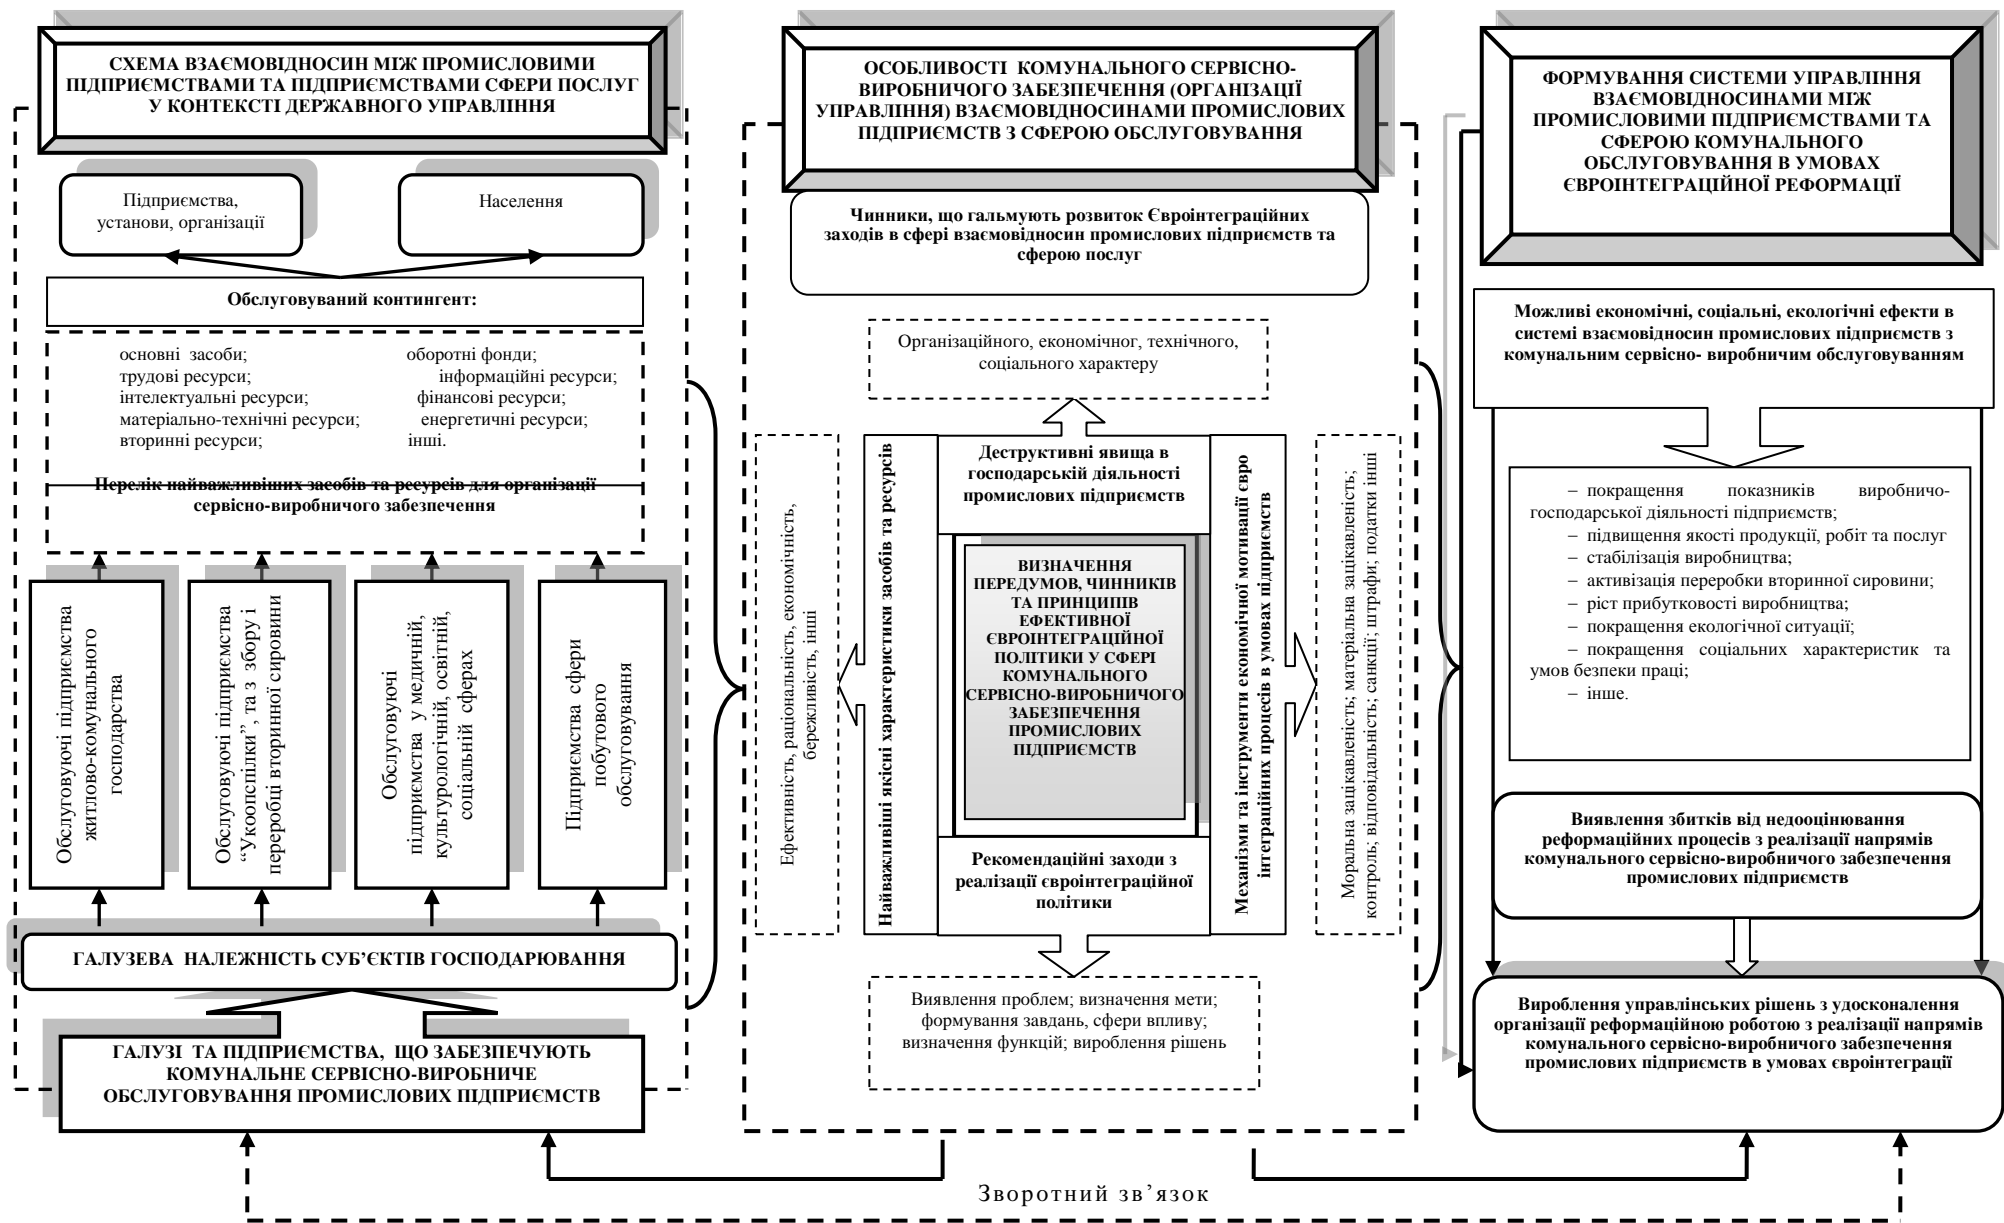 СХЕМА ВЗАЄМОВІДНОСИН МІЖ ПРОМИСЛОВИМИ
ПІДПРИЄМСТВАМИ ТА ПІДПРИЄМСТВАМИ СФЕРИ ПОСЛУГ
У КОНТЕКСТІ ДЕРЖАВНОГО УПРАВЛІННЯ
Підприємства,
установи, організації
Населення
Обслуговуваний контингент:
основні засоби; оборотні фонди;
трудові ресурси; інформаційні ресурси;
інтелектуальні ресурси; фінансові ресурси;
матеріально-технічні ресурси; енергетичні ресурси;
вторинні ресурси; інші.
Перелік найважливіших засобів та ресурсів для організації
сервісно-виробничого забезпечення
Обслуговуючі підприємства
житлово-комунального
господарства
Обслуговуючі підприємства
“Укоопспілки”, та з збору і
переробці вторинної сировини
Обслуговуючі
підприємства у медичній,
культурологічній, освітній,
соціальній сферах
Підприємства сфери
побутового
обслуговування
ГАЛУЗЕВА НАЛЕЖНІСТЬ СУБ’ЄКТІВ ГОСПОДАРЮВАННЯ
ГАЛУЗІ ТА ПІДПРИЄМСТВА, ЩО ЗАБЕЗПЕЧУЮТЬ
КОМУНАЛЬНЕ СЕРВІСНО-ВИРОБНИЧЕ
ОБСЛУГОВУВАННЯ ПРОМИСЛОВИХ ПІДПРИЄМСТВ
ОСОБЛИВОСТІ КОМУНАЛЬНОГО СЕРВІСНО-
ВИРОБНИЧОГО ЗАБЕЗПЕЧЕННЯ (ОРГАНІЗАЦІЇ
УПРАВЛІННЯ) ВЗАЄМОВІДНОСИНАМИ ПРОМИСЛОВИХ
ПІДПРИЄМСТВ З СФЕРОЮ ОБСЛУГОВУВАННЯ
Чинники, що гальмують розвиток Євроінтеграційних
заходів в сфері взаємовідносин промислових підприємств та
сферою послуг
Організаційного, економічног, технічного,
соціального характеру
Ефективність, раціональність, економічність,
бережливість, інші
Найважливіші якісні характеристики засобів та ресурсів
Деструктивні явища в
господарській діяльності
промислових підприємств
ВИЗНАЧЕННЯ
ПЕРЕДУМОВ, ЧИННИКІВ
ТА ПРИНЦИПІВ
ЕФЕКТИВНОЇ
ЄВРОІНТЕГРАЦІЙНОЇ
ПОЛІТИКИ У СФЕРІ
КОМУНАЛЬНОГО
СЕРВІСНО-ВИРОБНИЧОГО
ЗАБЕЗПЕЧЕННЯ
ПРОМИСЛОВИХ
ПІДПРИЄМСТВ
Рекомендаційні заходи з
реалізації євроінтеграційної
політики
Механізми та інструменти економічної мотивації євро
інтеграційних процесів в умовах підприємств
Моральна зацікавленість; матеріальна зацікавленість;
контроль; відповідальність; санкції; штрафи; податки інші
Виявлення проблем; визначення мети;
формування завдань, сфери впливу;
визначення функцій; вироблення рішень
ФОРМУВАННЯ СИСТЕМИ УПРАВЛІННЯ
ВЗАЄМОВІДНОСИНАМИ МІЖ
ПРОМИСЛОВИМИ ПІДПРИЄМСТВАМИ ТА
СФЕРОЮ КОМУНАЛЬНОГО
ОБСЛУГОВУВАННЯ В УМОВАХ
ЄВРОІНТЕГРАЦІЙНОЇ РЕФОРМАЦІЇ
Можливі економічні, соціальні, екологічні ефекти в
системі взаємовідносин промислових підприємств з
комунальним сервісно- виробничим обслуговуванням
– покращення показників виробничо-
господарської діяльності підприємств;
– підвищення якості продукції, робіт та послуг
– стабілізація виробництва;
– активізація переробки вторинної сировини;
– ріст прибутковості виробництва;
– покращення екологічної ситуації;
– покращення соціальних характеристик та
умов безпеки праці;
– інше.
Виявлення збитків від недооцінювання
реформаційних процесів з реалізації напрямів
комунального сервісно-виробничого забезпечення
промислових підприємств
Вироблення управлінських рішень з удосконалення
організації реформаційною роботою з реалізації напрямів
комунального сервісно-виробничого забезпечення
промислових підприємств в умовах євроінтеграції
Зворотний зв’язок